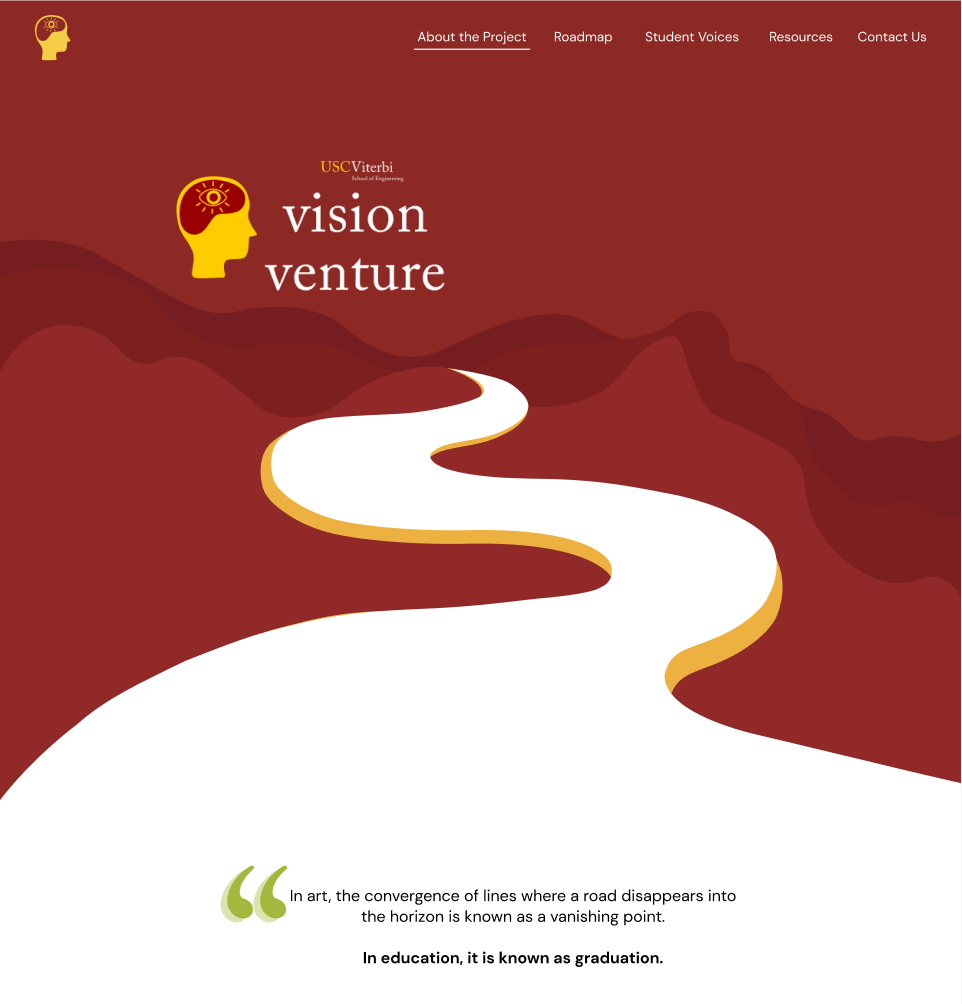 About the Project Roadmap Student Voices Resources Contact Us
USCViterbi
School of Engineering
vision
venture
“In art, the convergence of lines where a road disappears into
the horizon is known as a vanishing point.
In education, it is known as graduation.